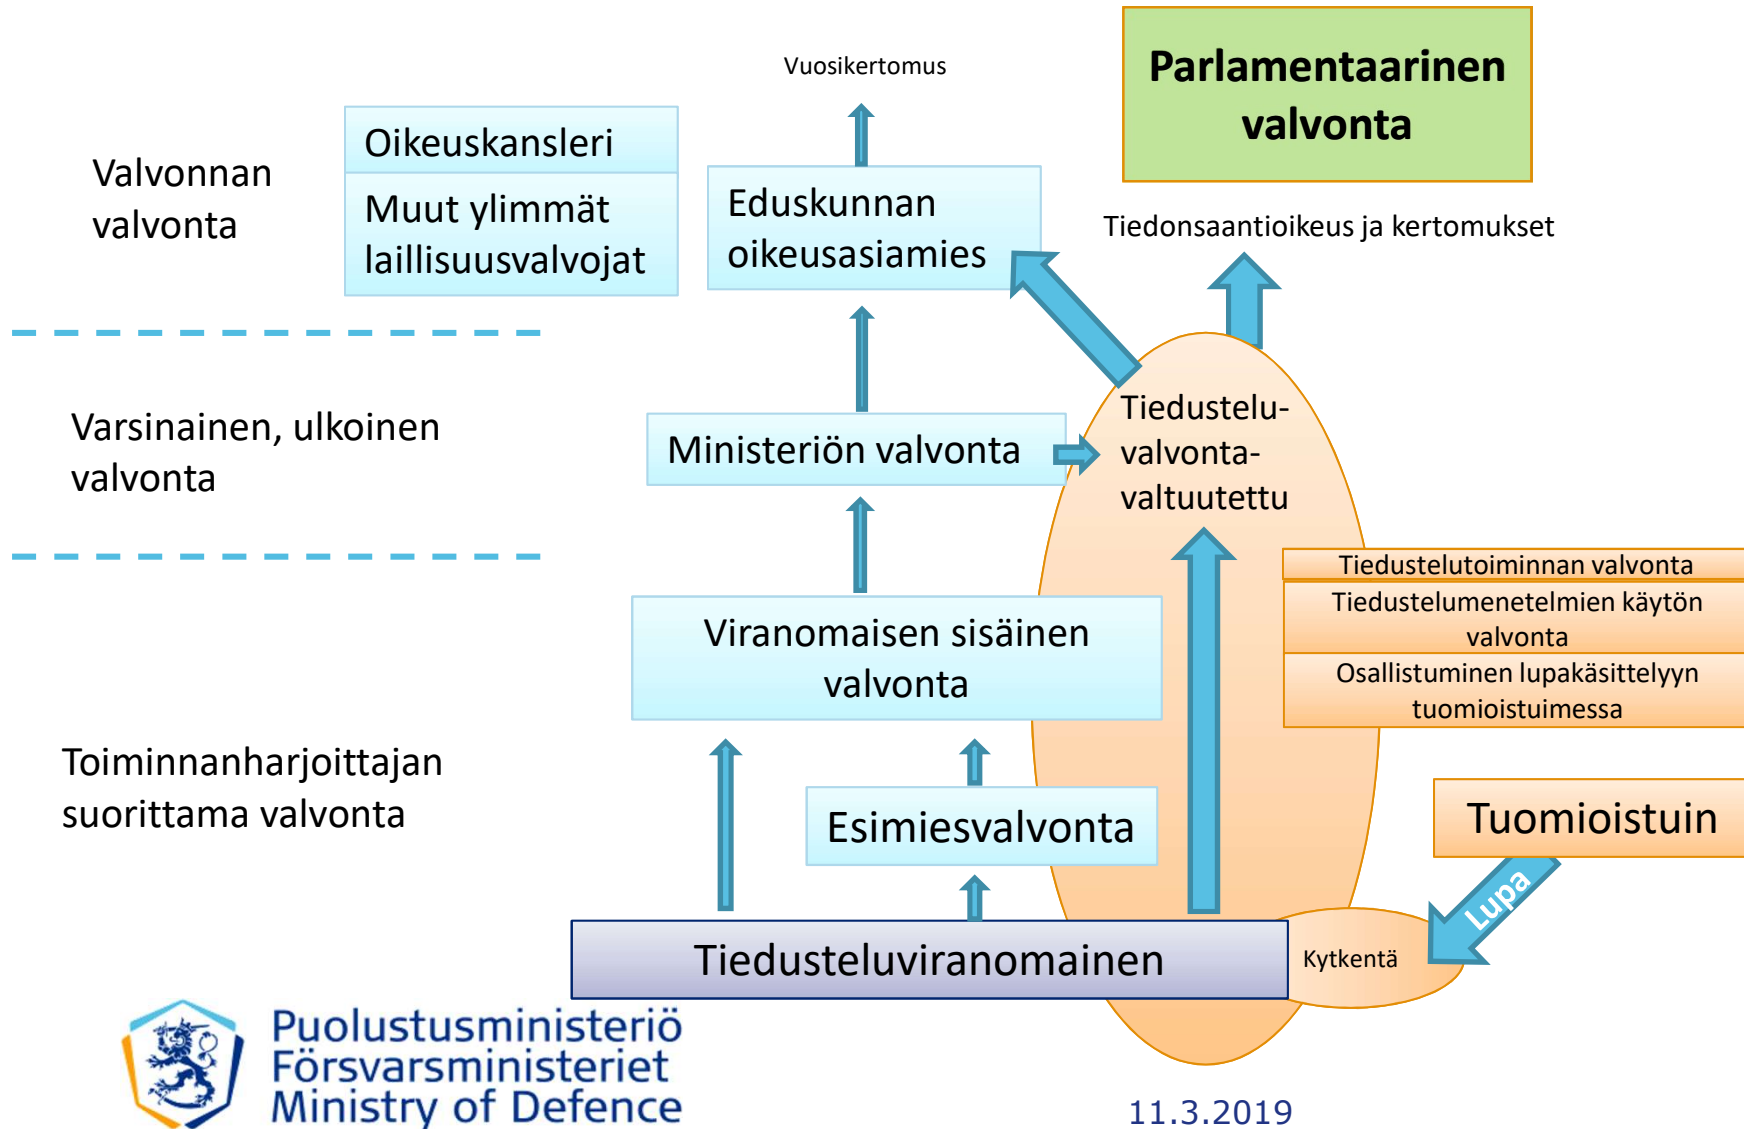 Vuosikertomus
Parlamentaarinen
valvonta
Oikeuskansleri
Valvonnan
valvonta
Muut ylimmät
laillisuusvalvojat
Eduskunnan
oikeusasiamies
Tiedonsaantioikeus ja kertomukset
Varsinainen, ulkoinen
valvonta
Ministeriön valvonta
Tiedustelu-
valvonta-
valtuutettu
Tiedustelutoiminnan valvonta
Tiedustelumenetelmien käytön
valvonta
Osallistuminen lupakäsittelyyn
tuomioistuimessa
Viranomaisen sisäinen
valvonta
Toiminnanharjoittajan
suorittama valvonta
Esimiesvalvonta
Tuomioistuin
Lupa
Tiedusteluviranomainen
Kytkentä
Puolustusministeriö
Försvarsministeriet
Ministry of Defence
11.3.2019